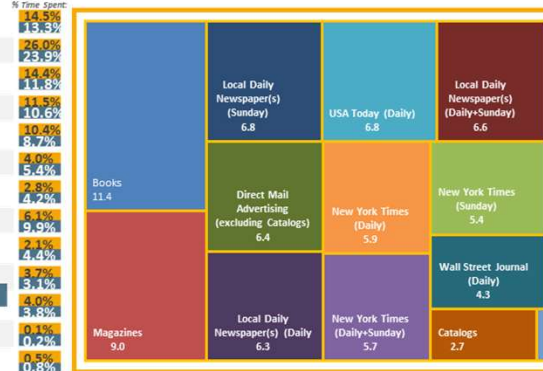 % Time Spent:
14.5%
13.3%
26.0%
23.9%
14.4%
11.8%
11.5%
10.6%
10.4%
8.7%
4.0%
5.4%
2.8%
4.2%
6.1%
9.9%
2.1%
4.4%
3.7%
3.1%
4.0%
3.8%
0.1%
0.2%
0.5%
0.8%
Books
11.4
Magazines
9.0
Local Daily
Newspaper(s)
(Sunday)
6.8
Direct Mail
Advertising
(excluding Catalogs)
6.4
Local Daily
Newspaper(s) (Daily
6.3
USA Today (Daily)
6.8
New York Times
(Daily)
5.9
New York Times
(Daily+Sunday)
5.7
Local Daily
Newspaper(s)
(Daily+Sunday)
6.6
New York Times
(Sunday)
5.4
Wall Street Journal
(Daily)
4.3
Catalogs
2.7